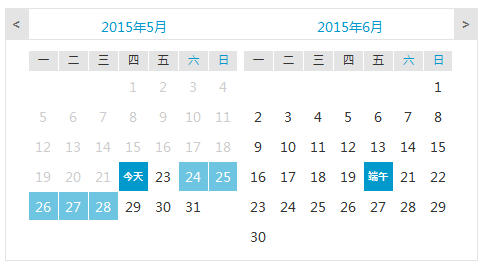 <
2015年5月
一 二 三 四 五 六 日
1 2 3 4
5 6 7 8 9 10 11
12 13 14 15 16 17 18
19 20 21 今天 23 24 25
26 27 28 29 30 31
2015年6月
>
一 二 三 四 五 六 日
1
2 3 4 5 6 7 8
9 10 11 12 13 14 15
16 17 18 19 端午 21 22
23 24 25 26 27 28 29
30